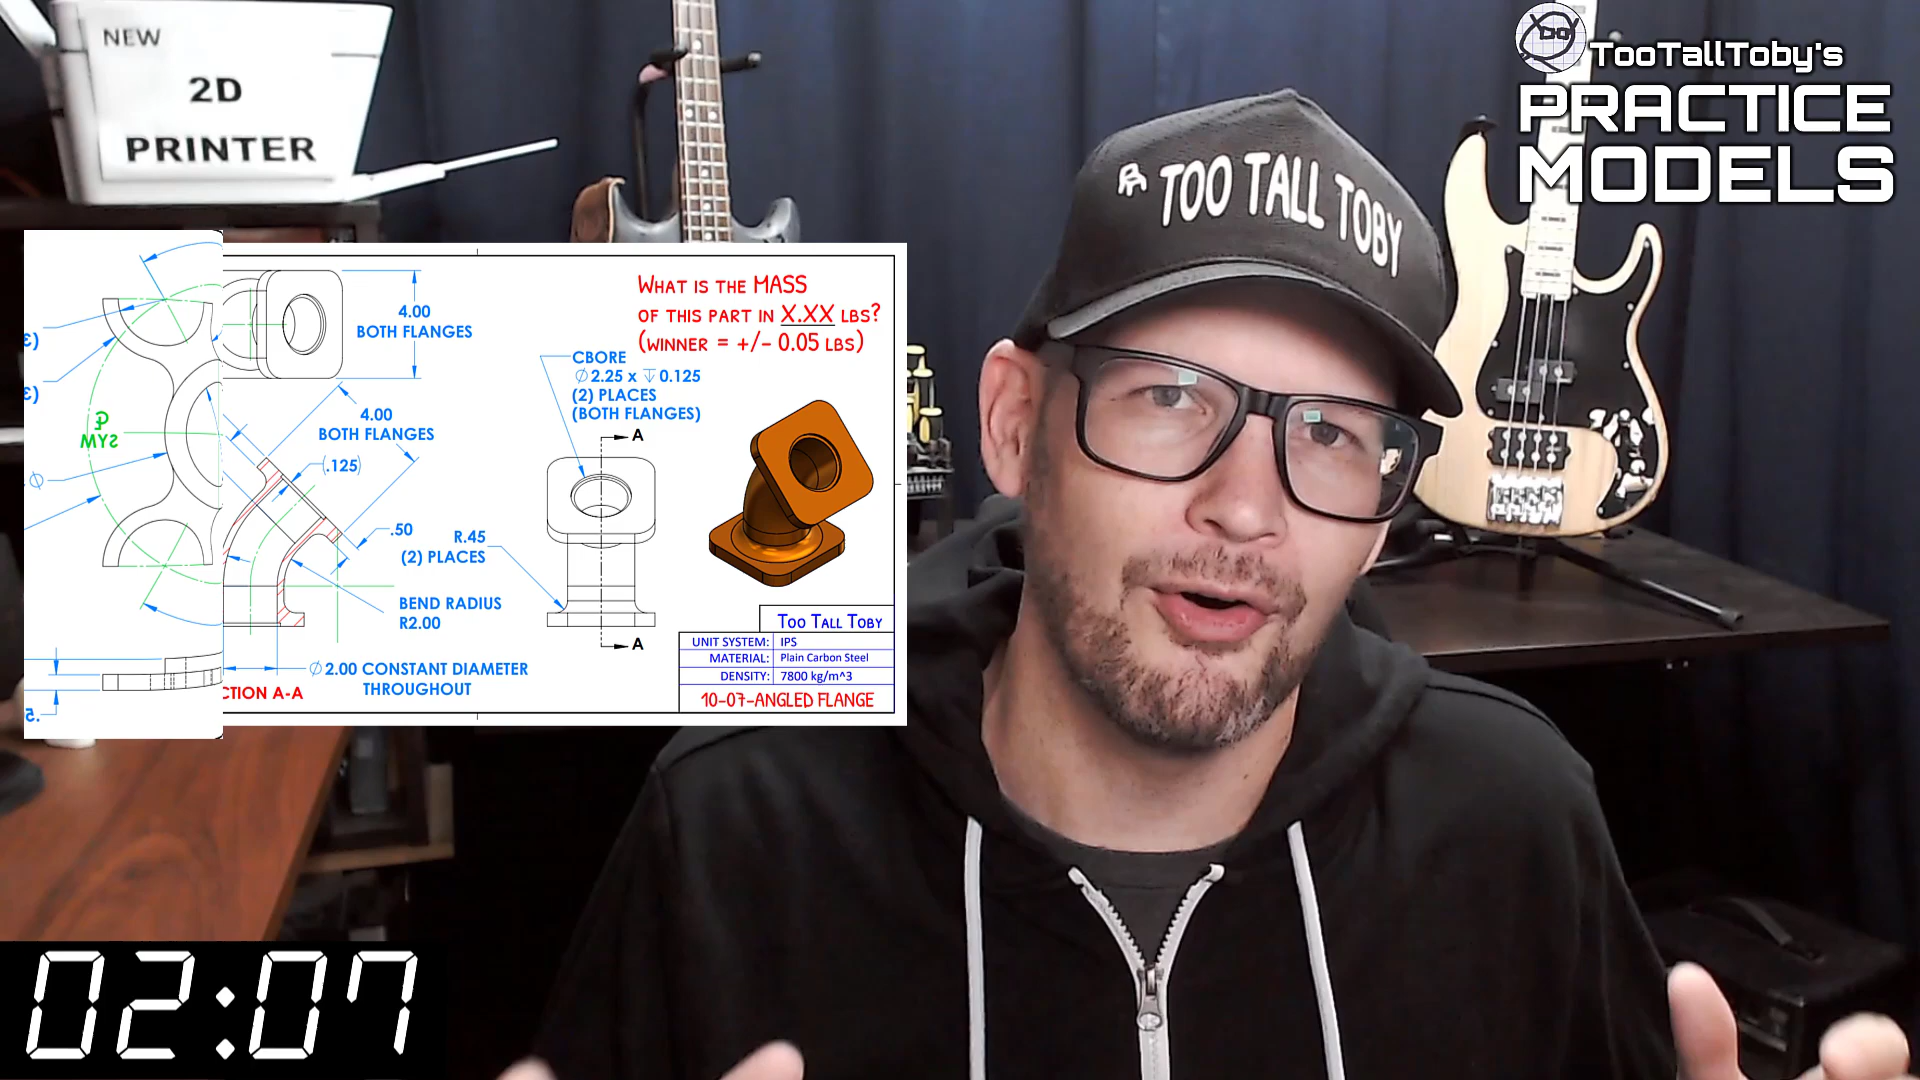 NEW
2D
PRINTER
TooTallToby's
PRACTICE
MODELS
TOO TALL TOBY
WHAT IS THE MASS
OF THIS PART IN X.XX LBS?
(WINNER = +/- 0.05 LBS)
4.00
BOTH FLANGES
CBORE
∅2.25 x ↧0.125
(2) PLACES
(BOTH FLANGES)
4.00
BOTH FLANGES
(.125)
A
.50
R.45
(2) PLACES
BEND RADIUS
R2.00
A
∅2.00 CONSTANT DIAMETER
THROUGHOUT
CTION A-A
℄
SYM
∅
TOO TALL TOBY
UNIT SYSTEM: IPS
MATERIAL: Plain Carbon Steel
DENSITY: 7800 kg/m^3
10-07-ANGLED FLANGE
02:07